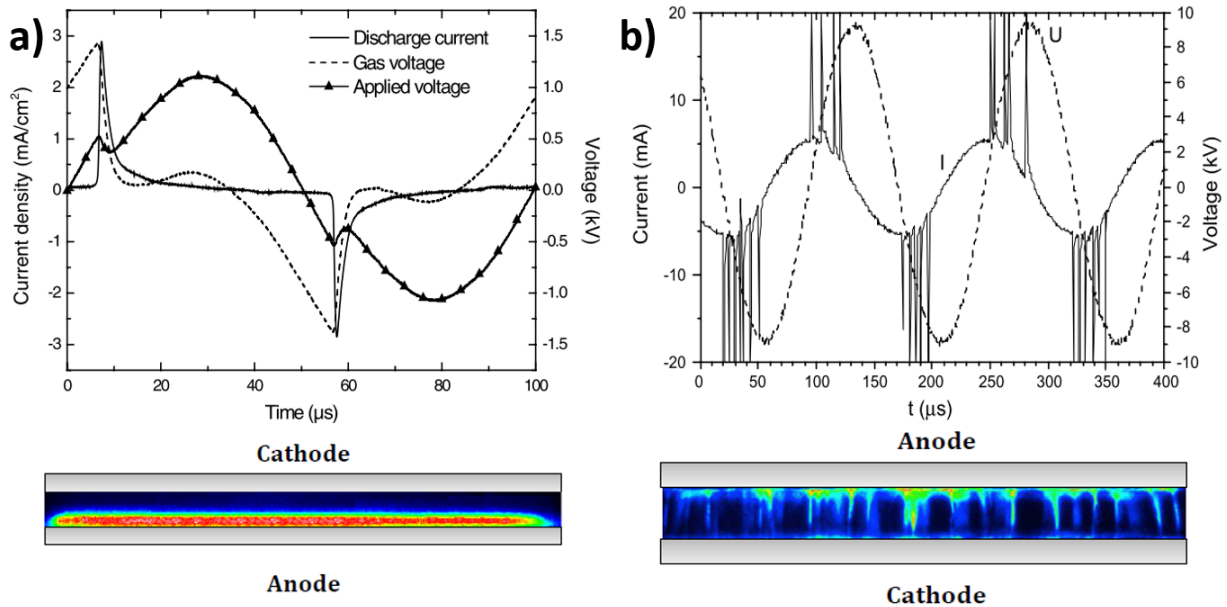 a)
Discharge current
Gas voltage
Applied voltage
Current density (mA/cm²)
3
2
1
0
-1
-2
-3
1.5
1.0
0.5
0.0
-0.5
-1.0
-1.5
Voltage (kV)
0 20 40 60 80 100
Time (µs)
Cathode
Anode
b)
U
I
Current (mA)
20
10
0
-10
-20
10
8
6
4
2
0
-2
-4
-6
-8
-10
Voltage (kV)
0 50 100 150 200 250 300 350 400
t (µs)
Anode
Cathode